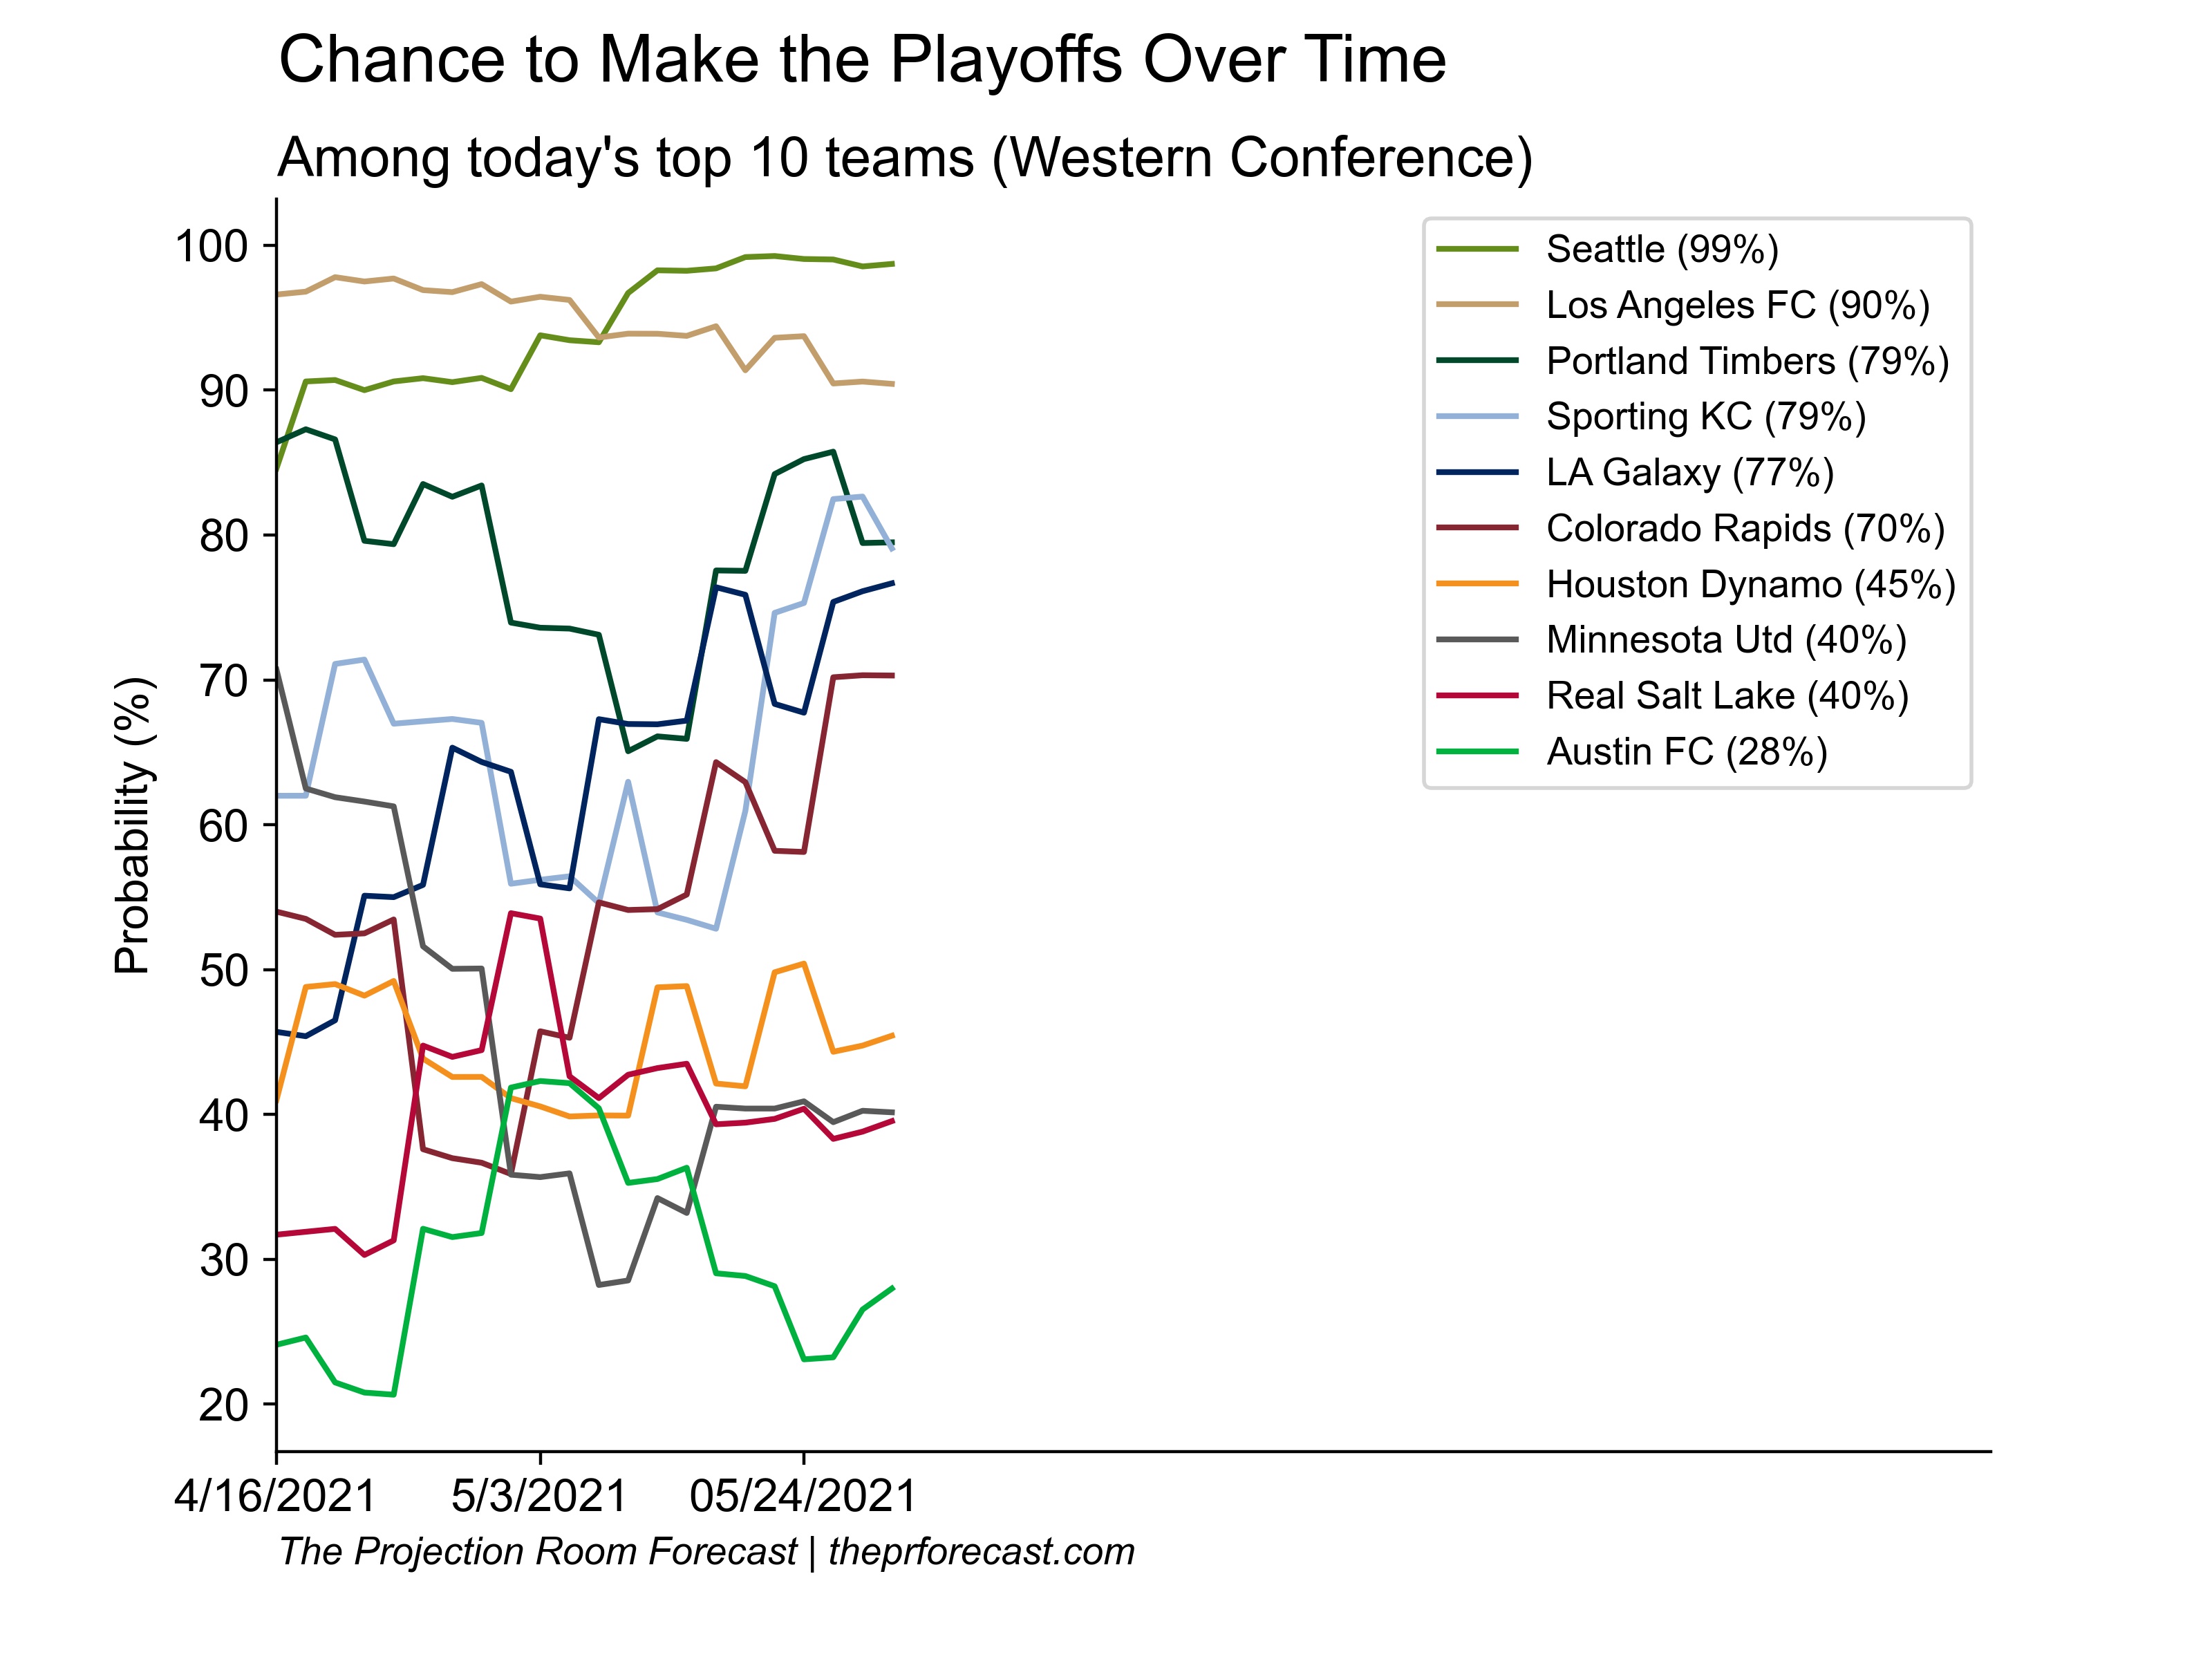 Chance to Make the Playoffs Over Time
Among today's top 10 teams (Western Conference)
100
90
80
70
60
50
40
30
20
Probability (%)
Seattle (99%)
Los Angeles FC (90%)
Portland Timbers (79%)
Sporting KC (79%)
LA Galaxy (77%)
Colorado Rapids (70%)
Houston Dynamo (45%)
Minnesota Utd (40%)
Real Salt Lake (40%)
Austin FC (28%)
4/16/2021 5/3/2021 05/24/2021
The Projection Room Forecast | theprforecast.com